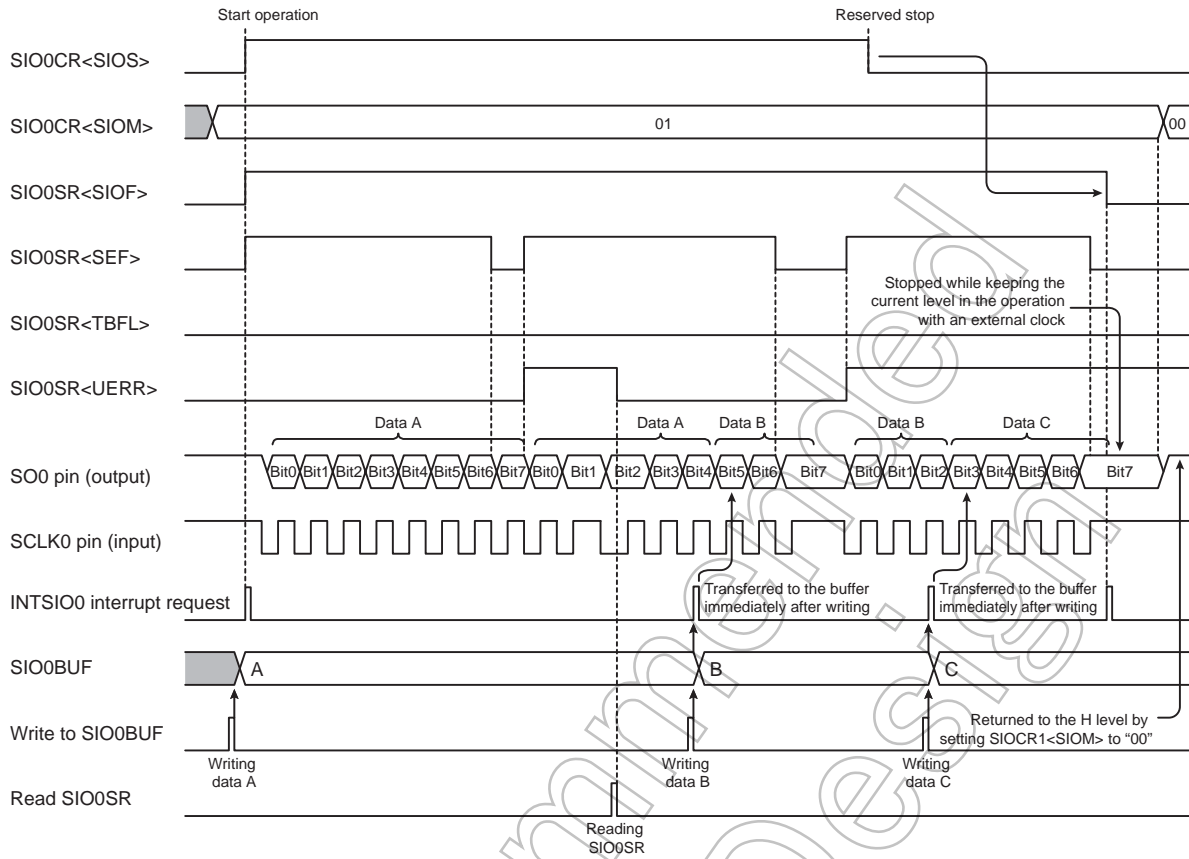 Start operation
Reserved stop
SIO0CR<SIOS>
SIO0CR<SIOM>
01
00
SIO0SR<SIOF>
SIO0SR<SEF>
Stopped while keeping the
current level in the operation
with an external clock
SIO0SR<TBFL>
SIO0SR<UERR>
Data A
Data A
Data B
Data B
Data C
SO0 pin (output)
Bit0 Bit1 Bit2 Bit3 Bit4 Bit5 Bit6 Bit7 Bit0 Bit1 Bit2 Bit3 Bit4 Bit5 Bit6 Bit7 Bit0 Bit1 Bit2 Bit3 Bit4 Bit5 Bit6 Bit7
SCLK0 pin (input)
INTSIO0 interrupt request
Transferred to the buffer
immediately after writing
Transferred to the buffer
immediately after writing
SIO0BUF
A
B
C
Write to SIO0BUF
Returned to the H level by
setting SIOCR1<SIOM> to “00”
Writing
data A
Writing
data B
Writing
data C
Read SIO0SR
Reading
SIO0SR